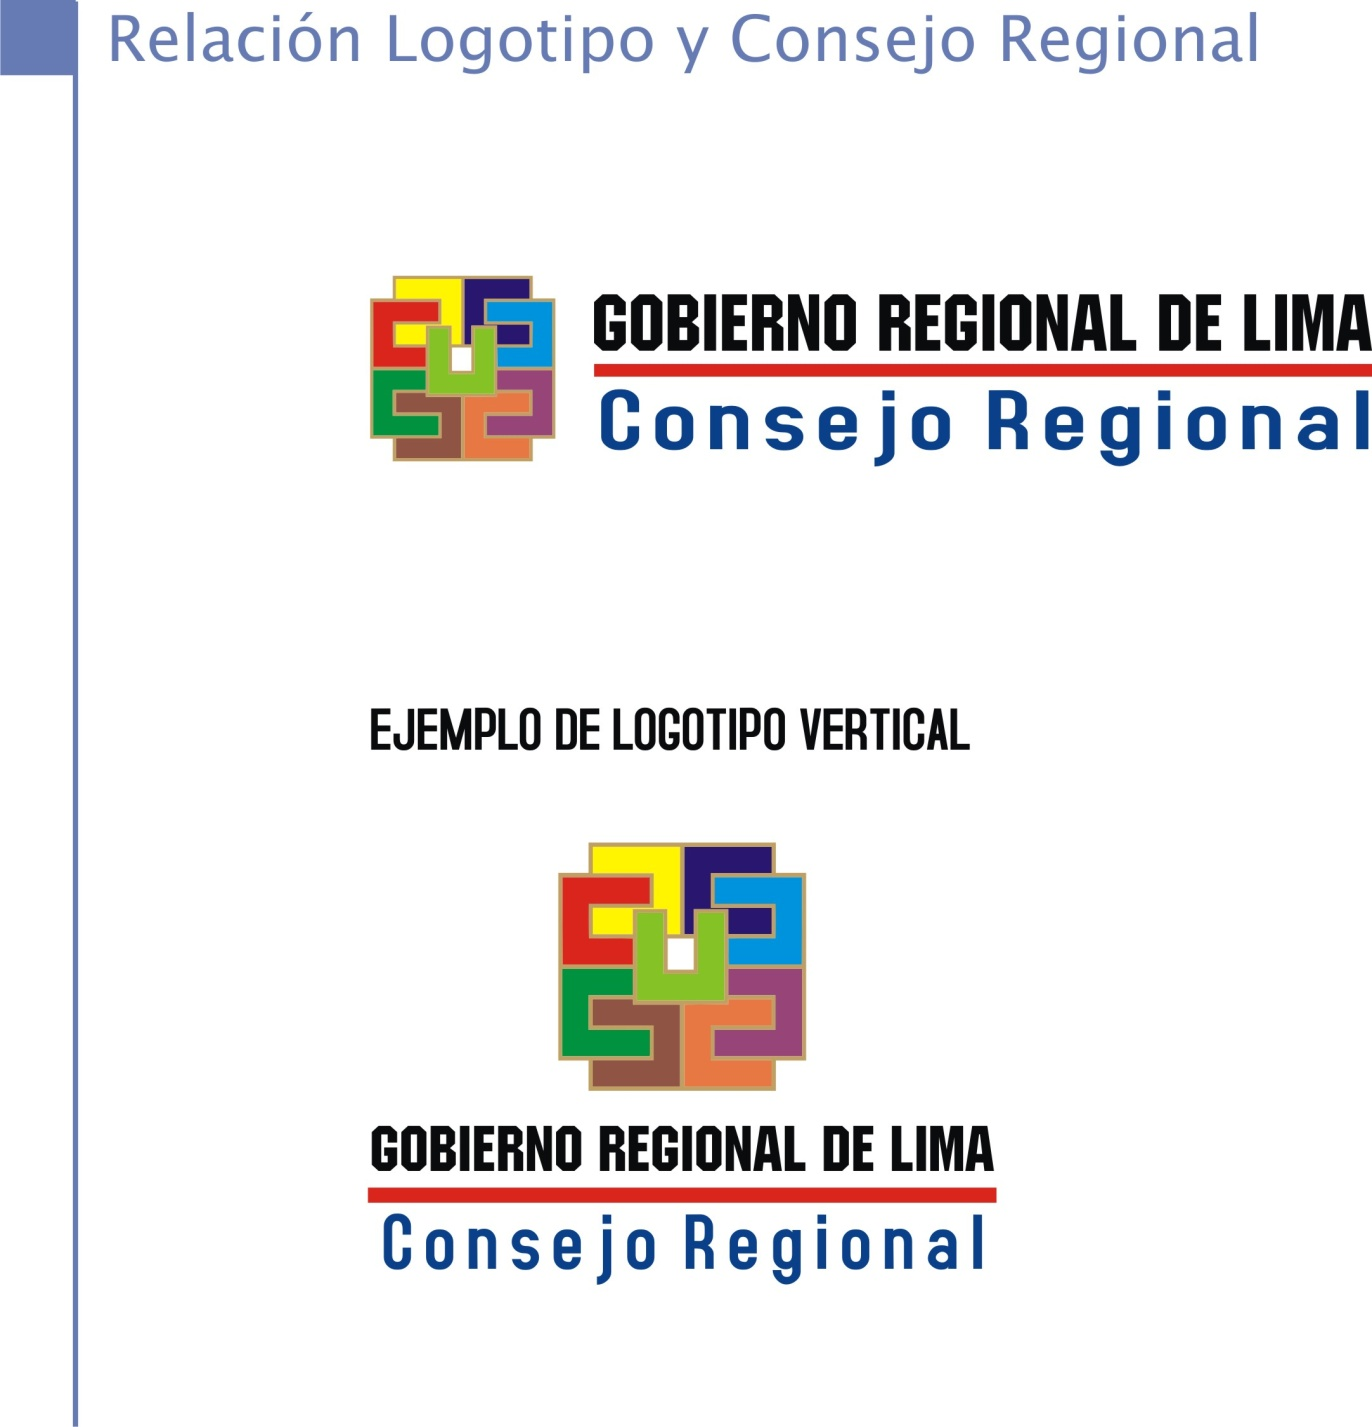 Relación Logotipo y Consejo Regional
GOBIERNO REGIONAL DE LIMA
Consejo Regional
EJEMPLO DE LOGOTIPO VERTICAL
GOBIERNO REGIONAL DE LIMA
Consejo Regional